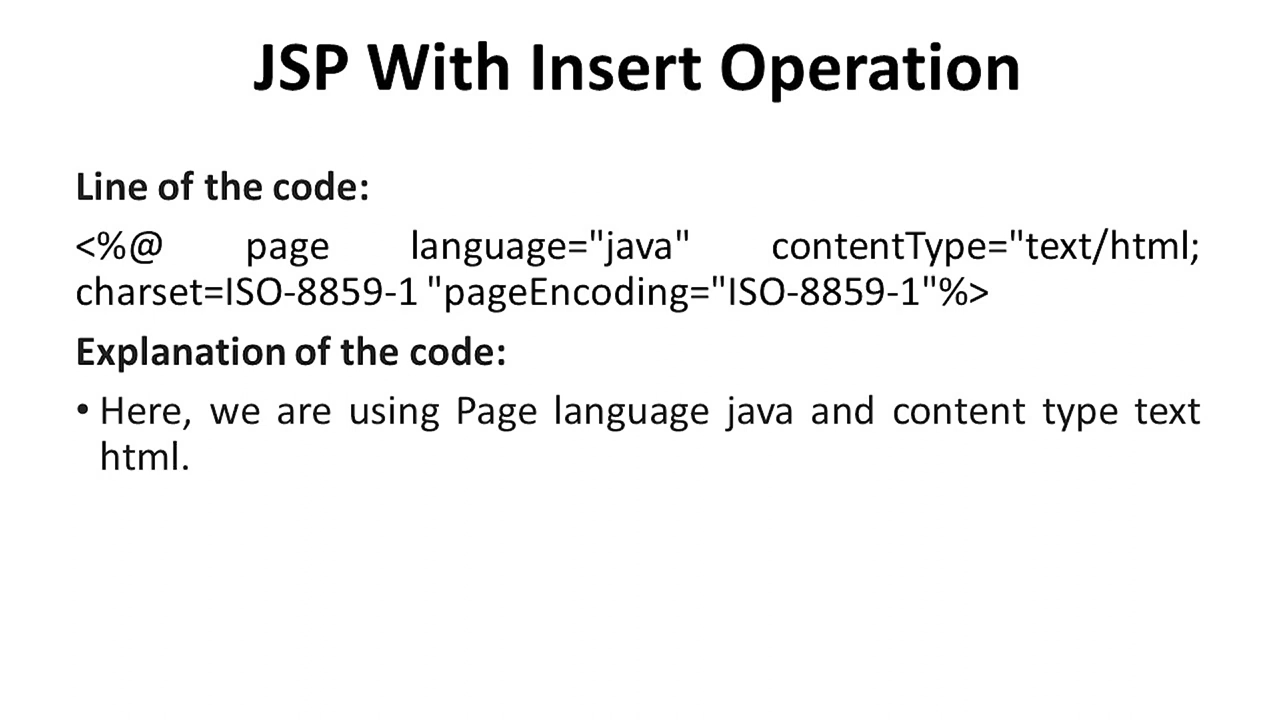 JSP With Insert Operation
Line of the code:
<%@ page language="java" contentType="text/html;
charset=ISO-8859-1 "pageEncoding="ISO-8859-1"%>
Explanation of the code:
• Here, we are using Page language java and content type text
html.